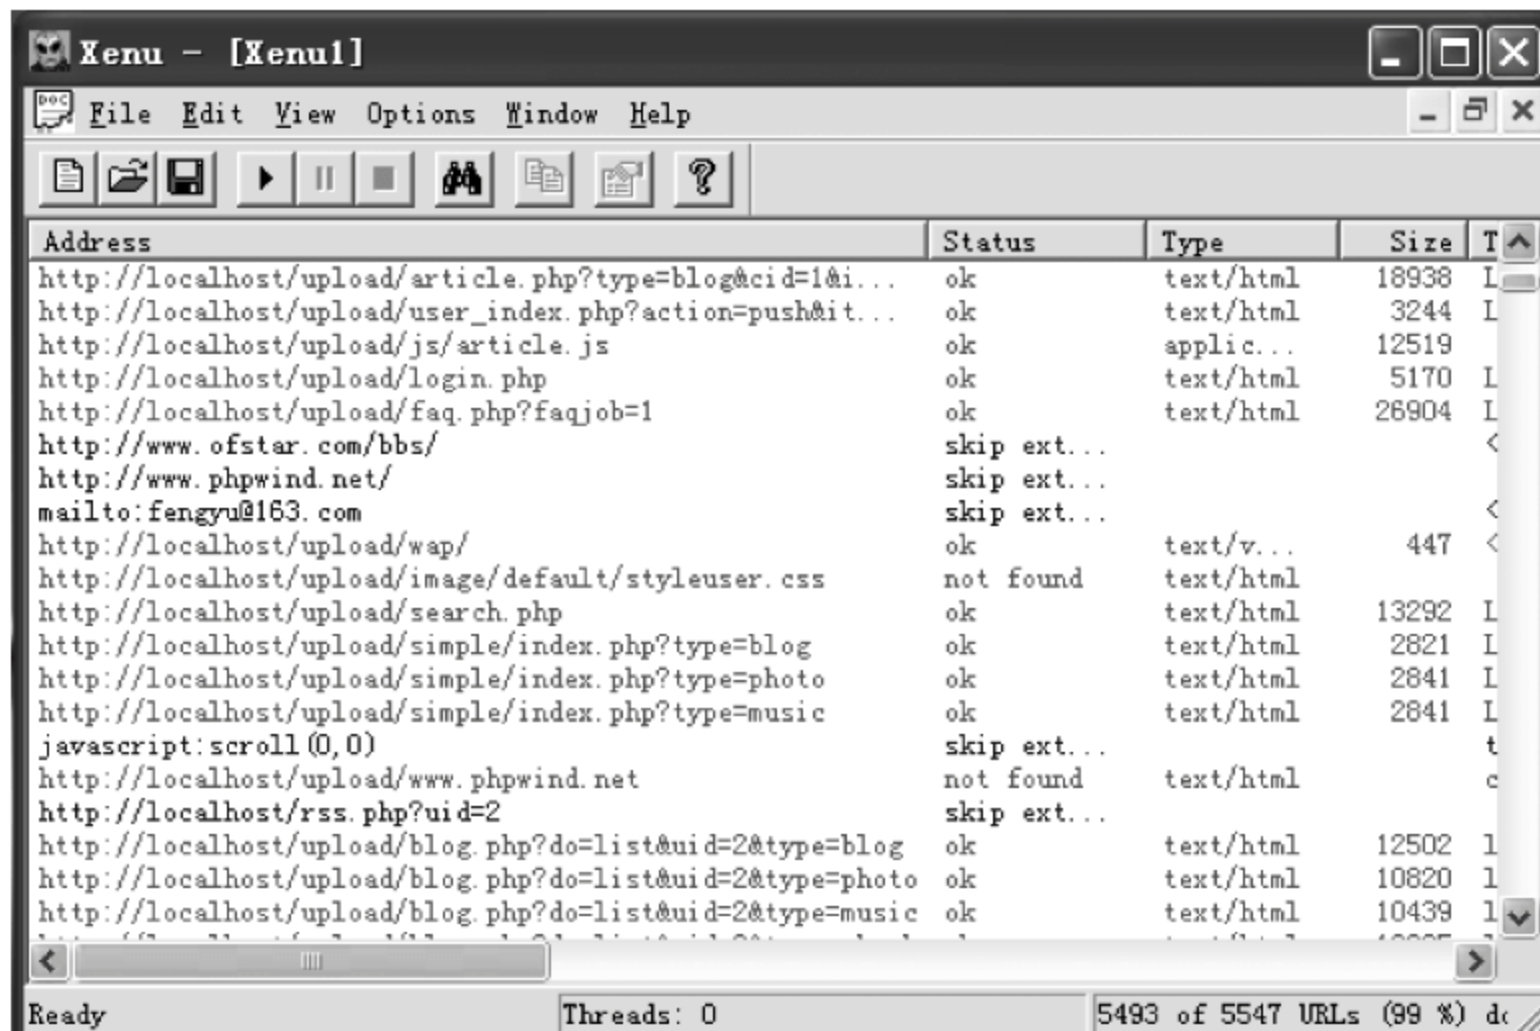 Xenu - [Xenu1]
DOC File Edit View Options Window Help
Address Status Type Size T
http://localhost/upload/article.php?type=blog&cid=1&i... ok text/html 18938 L
http://localhost/upload/user_index.php?action=push&it... ok text/html 3244 L
http://localhost/upload/js/article.js ok applic... 12519
http://localhost/upload/login.php ok text/html 5170 L
http://localhost/upload/faq.php?faqjob=1 ok text/html 26904 L
http://www.ofstar.com/bbs/ skip ext... <
http://www.phpwind.net/ skip ext...
mailto:fengyu@163.com skip ext... <
http://localhost/upload/wap/ ok text/v... 447 <
http://localhost/upload/image/default/styleuser.css not found text/html
http://localhost/upload/search.php ok text/html 13292 L
http://localhost/upload/simple/index.php?type=blog ok text/html 2821 L
http://localhost/upload/simple/index.php?type=photo ok text/html 2841 L
http://localhost/upload/simple/index.php?type=music ok text/html 2841 L
javascript:scroll(0,0) skip ext... t
http://localhost/upload/www.phpwind.net not found text/html c
http://localhost/rss.php?uid=2 skip ext...
http://localhost/upload/blog.php?do=list&uid=2&type=blog ok text/html 12502 l
http://localhost/upload/blog.php?do=list&uid=2&type=photo ok text/html 10820 l
http://localhost/upload/blog.php?do=list&uid=2&type=music ok text/html 10439 l
Ready Threads: 0 5493 of 5547 URLs (99 %) d